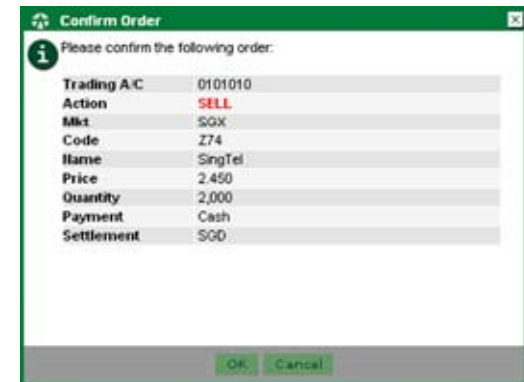 Confirm Order
Please confirm the following order:
Trading A/C 0101010
Action SELL
Mkt SGX
Code Z74
Name SingTel
Price 2.450
Quantity 2,000
Payment Cash
Settlement SGD
OK Cancel